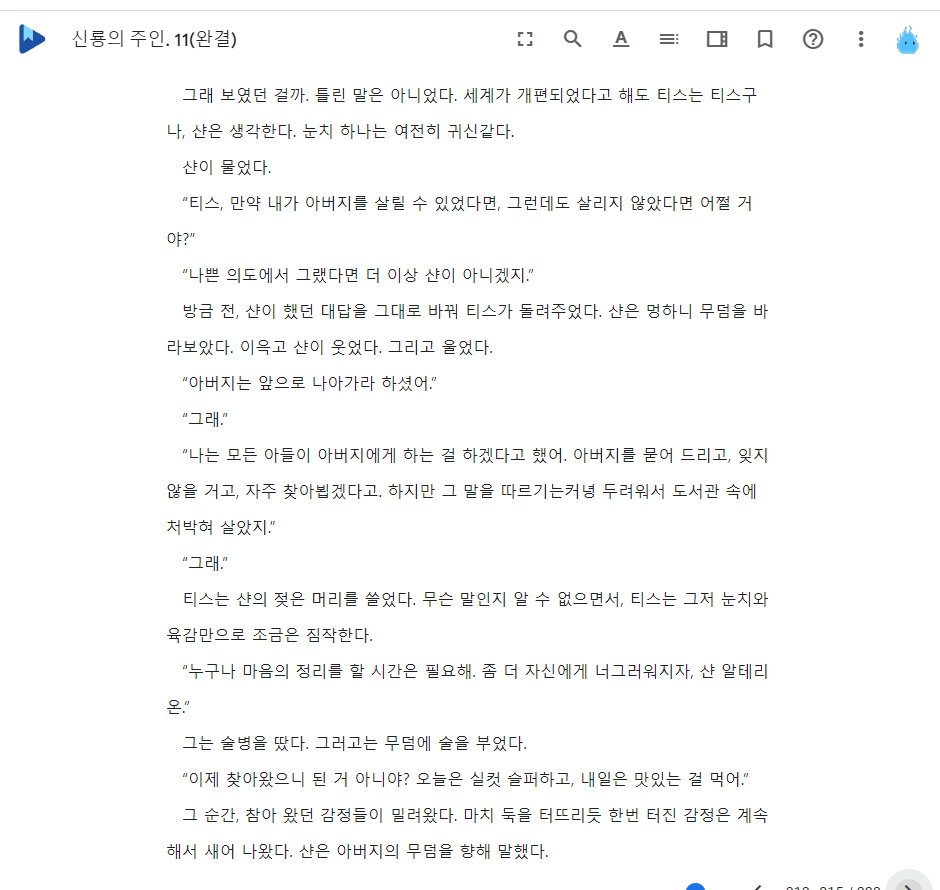 신룡의 주인. 11(완결)
그래 보였던 걸까. 틀린 말은 아니었다. 세계가 개편되었다고 해도 티스는 티스구
나, 샨은 생각한다. 눈치 하나는 여전히 귀신같다.
샨이 물었다.
“티스, 만약 내가 아버지를 살릴 수 있었다면, 그런데도 살리지 않았다면 어쩔 거
야?”
“나쁜 의도에서 그랬다면 더 이상 샨이 아니겠지.”
방금 전, 샨이 했던 대답을 그대로 바꿔 티스가 돌려주었다. 샨은 멍하니 무덤을 바
라보았다. 이윽고 샨이 웃었다. 그리고 울었다.
“아버지는 앞으로 나아가라 하셨어.”
“그래.”
“나는 모든 아들이 아버지에게 하는 걸 하겠다고 했어. 아버지를 묻어 드리고, 잊지
않을 거고, 자주 찾아뵙겠다고. 하지만 그 말을 따르기는커녕 두려워서 도서관 속에
처박혀 살았지.”
“그래.”
티스는 샨의 젖은 머리를 쓸었다. 무슨 말인지 알 수 없으면서, 티스는 그저 눈치와
육감만으로 조금은 짐작한다.
“누구나 마음의 정리를 할 시간은 필요해. 좀 더 자신에게 너그러워지자, 샨 알테리
온.”
그는 술병을 땄다. 그러고는 무덤에 술을 부었다.
“이제 찾아왔으니 된 거 아니야? 오늘은 실컷 슬퍼하고, 내일은 맛있는 걸 먹어.”
그 순간, 참아 왔던 감정들이 밀려왔다. 마치 둑을 터뜨리듯 한번 터진 감정은 계속
해서 새어 나왔다. 샨은 아버지의 무덤을 향해 말했다.